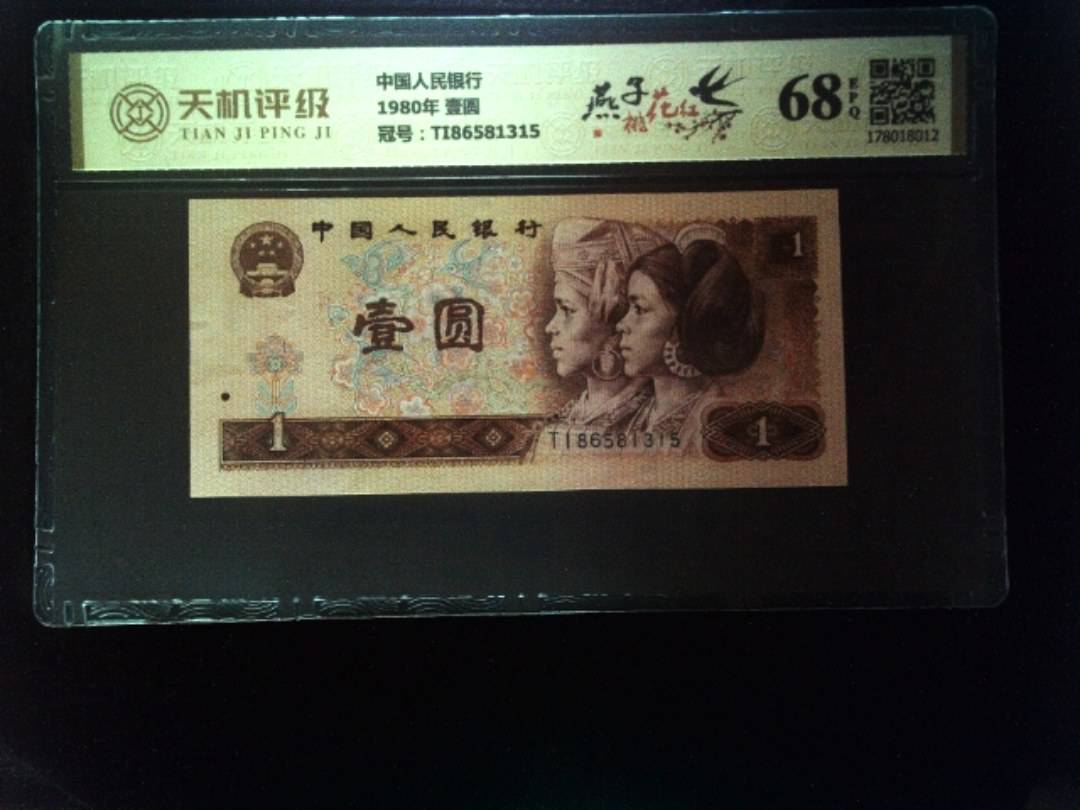 天机评级
TIAN JI PING JI
中国人民银行
1980年 壹圆
冠号：TI86581315
燕子
桃花红
68
EPQ
178018012
中国人民银行
1
壹圆
1
TI86581315
1